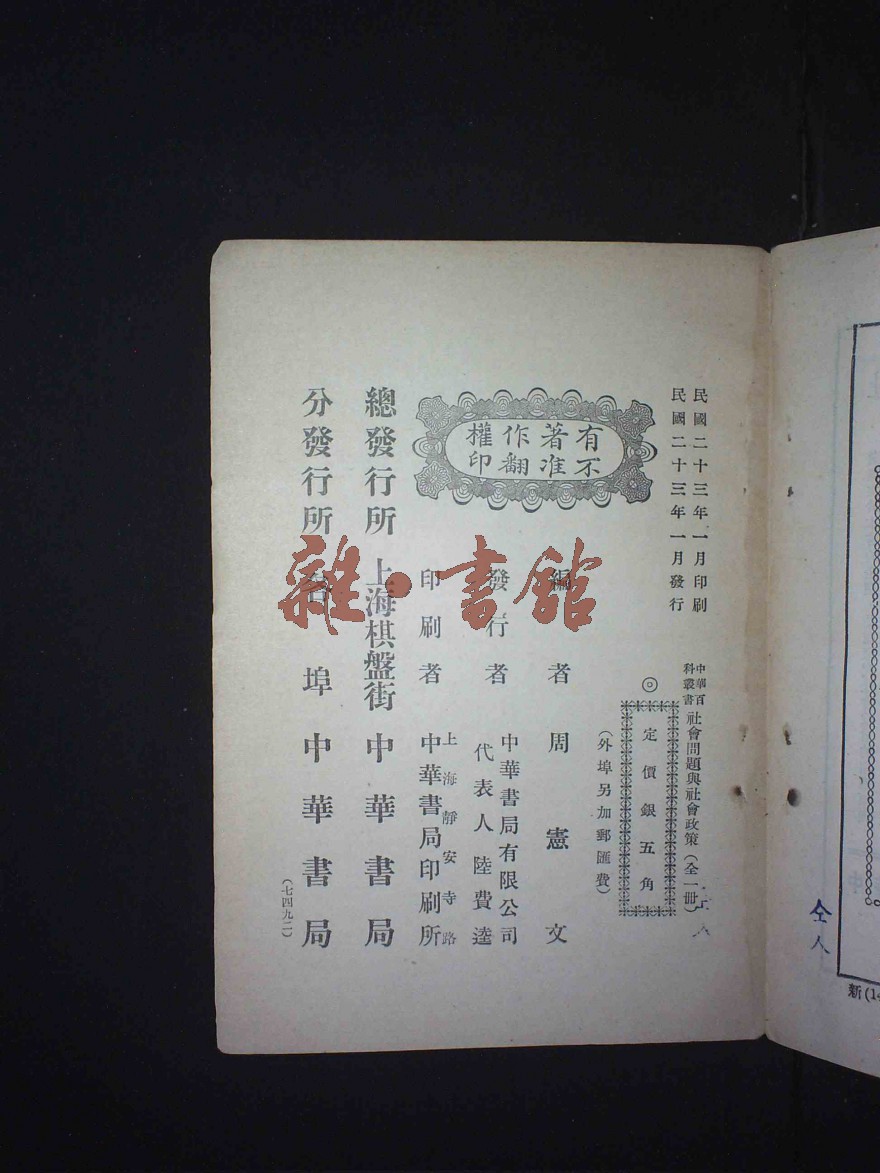 民國二十三年一月印刷
民國二十三年一月發行
中華百科叢書 社會問題與社會政策(全一冊)
◎定價銀五角
(外埠另加郵匯費)
有著作權
不准翻印
編者 周憲文
發行者 中華書局有限公司
代表人陸費逵
印刷者 上海靜安寺路
中華書局印刷所
總發行所 上海棋盤街 中華書局
分發行所 各埠 中華書局
(七四九二)
雜·書館
仝人
新(14